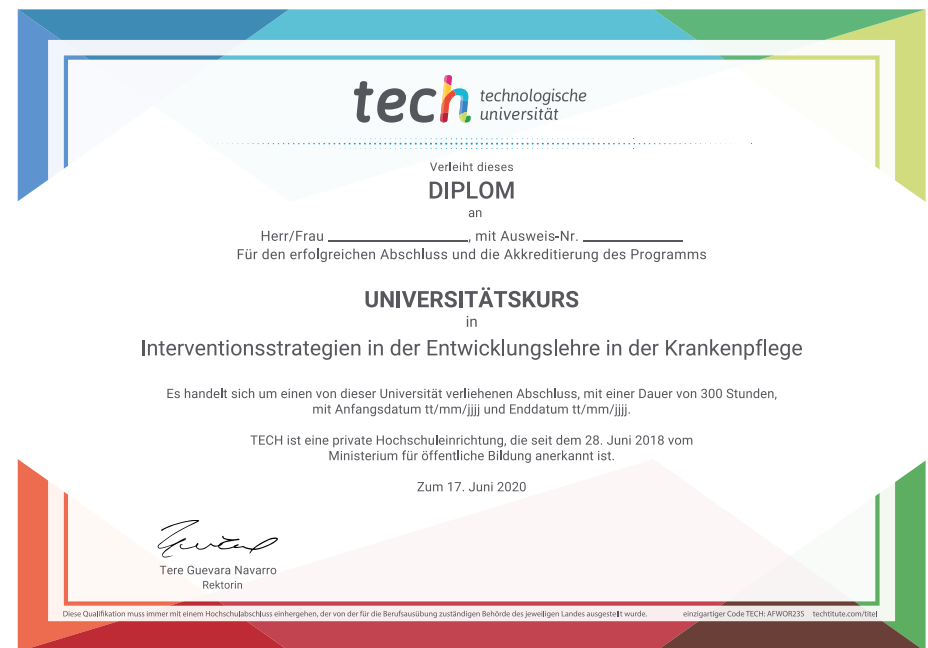 tech technologische
universität
Verleiht dieses
DIPLOM
an
Herr/Frau ____________________, mit Ausweis-Nr. ______________
Für den erfolgreichen Abschluss und die Akkreditierung des Programms
UNIVERSITÄTSKURS
in
Interventionsstrategien in der Entwicklungslehre in der Krankenpflege
Es handelt sich um einen von dieser Universität verliehenen Abschluss, mit einer Dauer von 300 Stunden,
mit Anfangsdatum tt/mm/jjjj und Enddatum tt/mm/jjjj.
TECH ist eine private Hochschuleinrichtung, die seit dem 28. Juni 2018 vom
Ministerium für öffentliche Bildung anerkannt ist.
Zum 17. Juni 2020
Tere Guevara Navarro
Rektorin
Diese Qualifikation muss immer mit einem Hochschulabschluss einhergehen, der von der für die Berufsausübung zuständigen Behörde des jeweiligen Landes ausgestellt wurde. einzigartiger Code TECH: AFWOR23S techtitute.com/titel